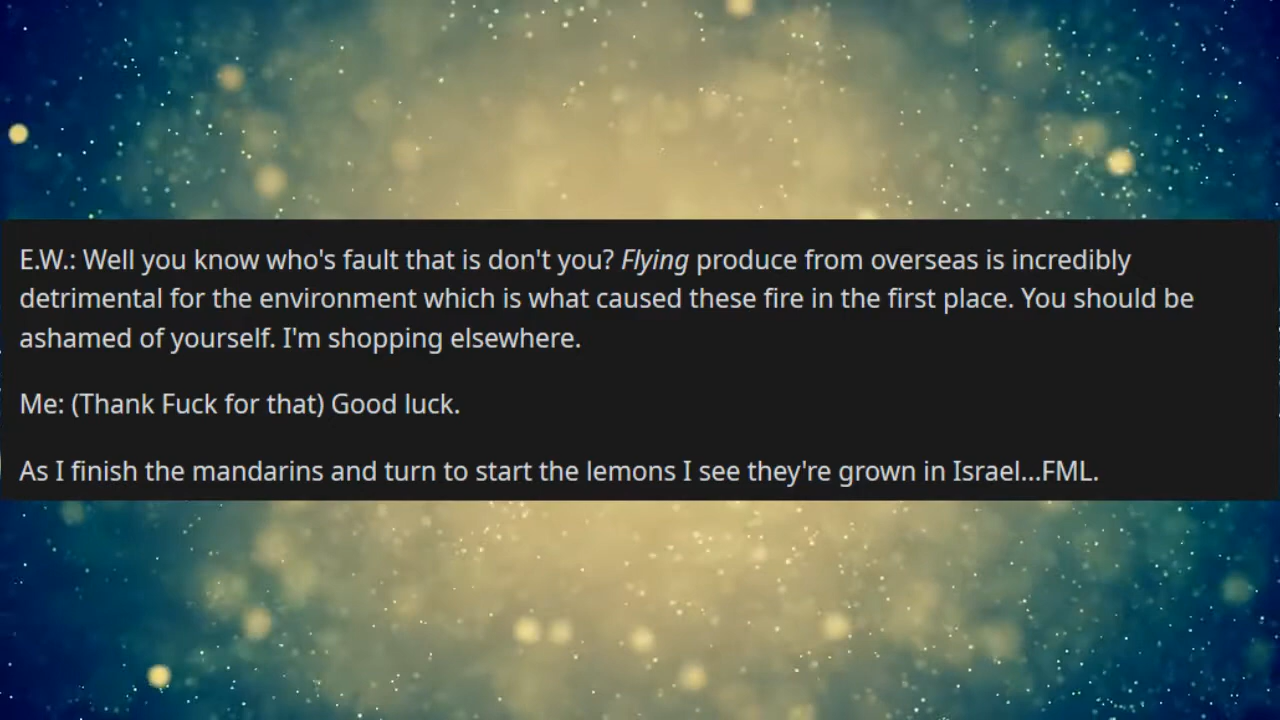 E.W.: Well you know who's fault that is don't you? Flying produce from overseas is incredibly
detrimental for the environment which is what caused these fire in the first place. You should be
ashamed of yourself. I'm shopping elsewhere.
Me: (Thank Fuck for that) Good luck.
As I finish the mandarins and turn to start the lemons I see they're grown in Israel...FML.